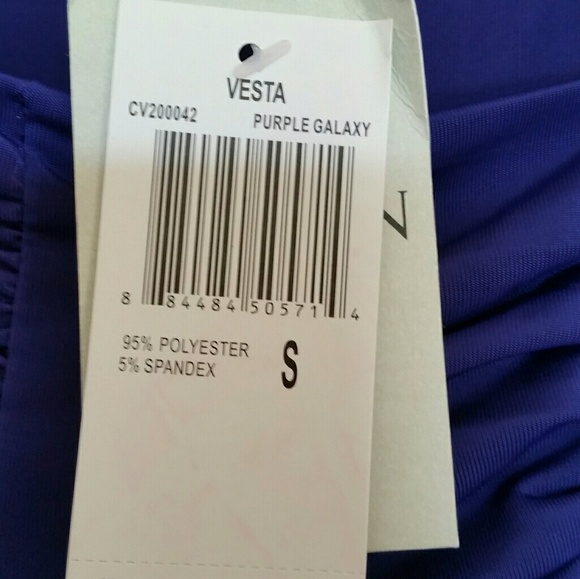 VESTA
CV200042 PURPLE GALAXY
8 84484 50571 4
95% POLYESTER
5% SPANDEX
S